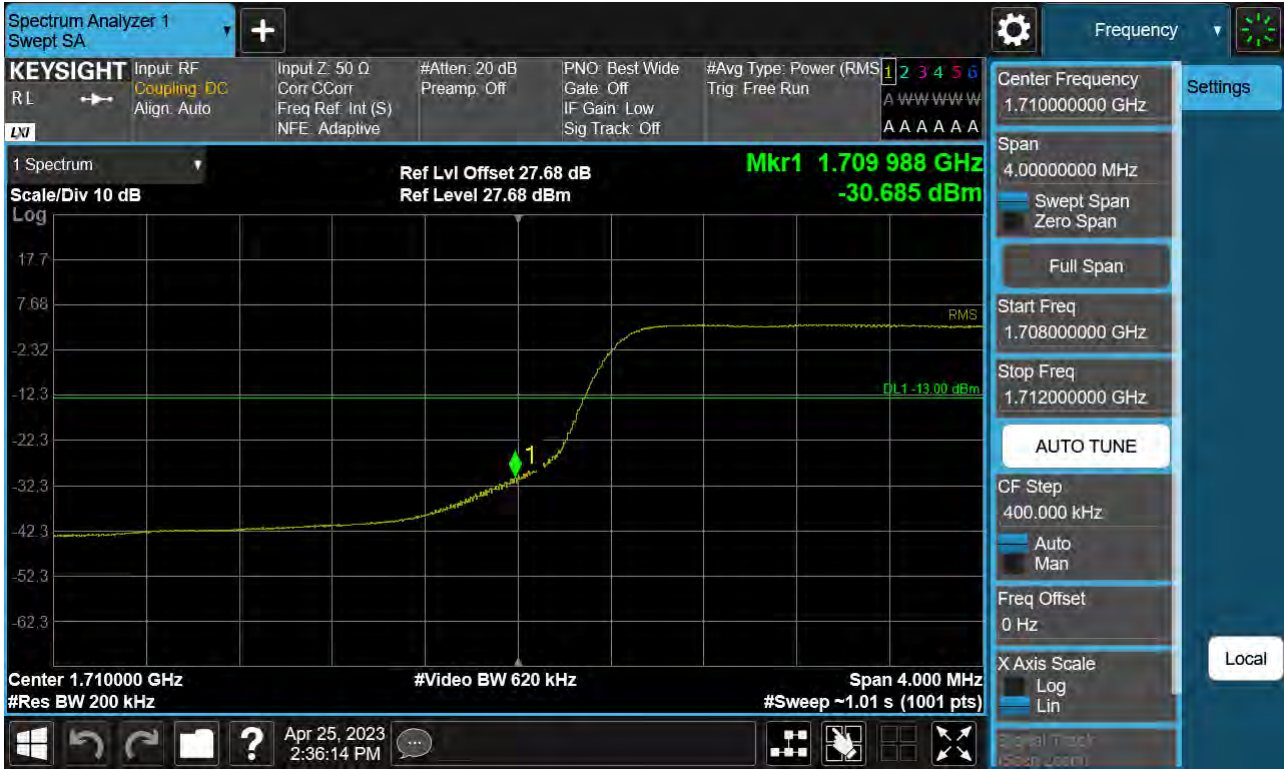 Spectrum Analyzer 1
Swept SA
Frequency
KEYSIGHT
RL
LXI
Input: RF
Coupling: DC
Align: Auto
Input Z: 50 Ω
Corr CCorr
Freq Ref: Int (S)
NFE: Adaptive
#Atten: 20 dB
Preamp: Off
PNO: Best Wide
Gate: Off
IF Gain: Low
Sig Track: Off
#Avg Type: Power (RMS
Trig: Free Run
1 2 3 4 5 6
A W W W W W
A A A A A A
1 Spectrum
Scale/Div 10 dB
Log
Ref Lvl Offset 27.68 dB
Ref Level 27.68 dBm
Mkr1 1.709 988 GHz
-30.685 dBm
17.7
7.68
-2.32
-12.3
-22.3
-32.3
-42.3
-52.3
-62.3
RMS
DL1 -13.00 dBm
1
Center 1.710000 GHz
#Res BW 200 kHz
#Video BW 620 kHz
Span 4.000 MHz
#Sweep ~1.01 s (1001 pts)
Center Frequency
1.710000000 GHz
Span
4.00000000 MHz
Swept Span
Zero Span
Full Span
Start Freq
1.708000000 GHz
Stop Freq
1.712000000 GHz
AUTO TUNE
CF Step
400.000 kHz
Auto
Man
Freq Offset
0 Hz
X Axis Scale
Log
Lin
Signal Track
(Span Zoom)
Settings
Local
?
Apr 25, 2023
2:36:14 PM